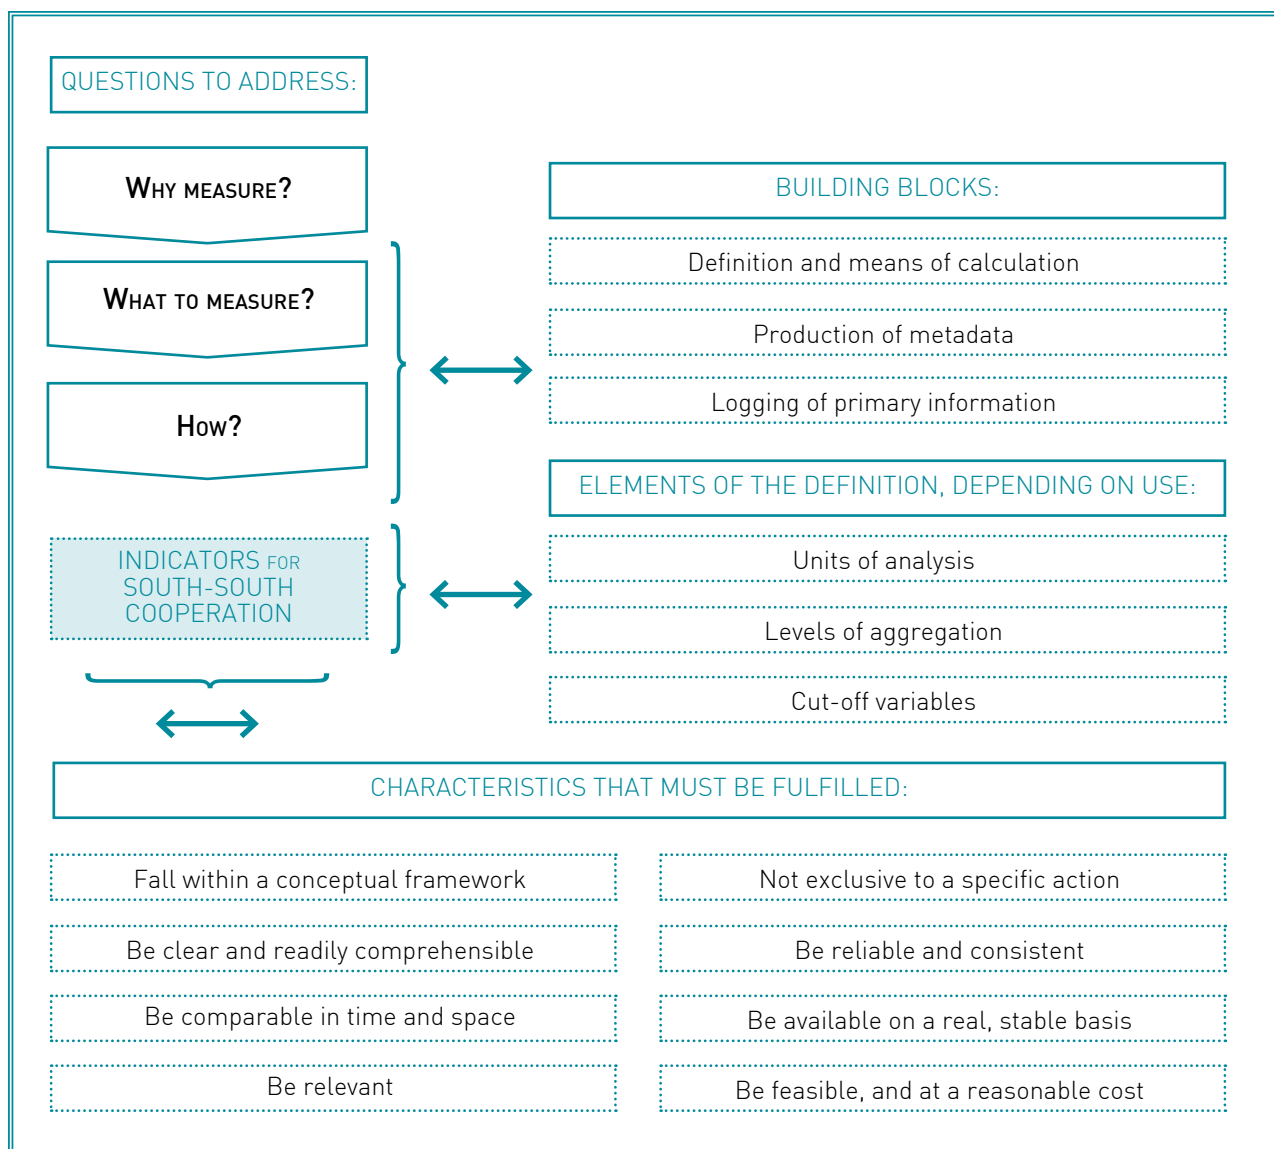 QUESTIONS TO ADDRESS:
WHY MEASURE?
WHAT TO MEASURE?
HOW?
INDICATORS FOR
SOUTH-SOUTH
COOPERATION
BUILDING BLOCKS:
Definition and means of calculation
Production of metadata
Logging of primary information
ELEMENTS OF THE DEFINITION, DEPENDING ON USE:
Units of analysis
Levels of aggregation
Cut-off variables
CHARACTERISTICS THAT MUST BE FULFILLED:
Fall within a conceptual framework
Be clear and readily comprehensible
Be comparable in time and space
Be relevant
Not exclusive to a specific action
Be reliable and consistent
Be available on a real, stable basis
Be feasible, and at a reasonable cost